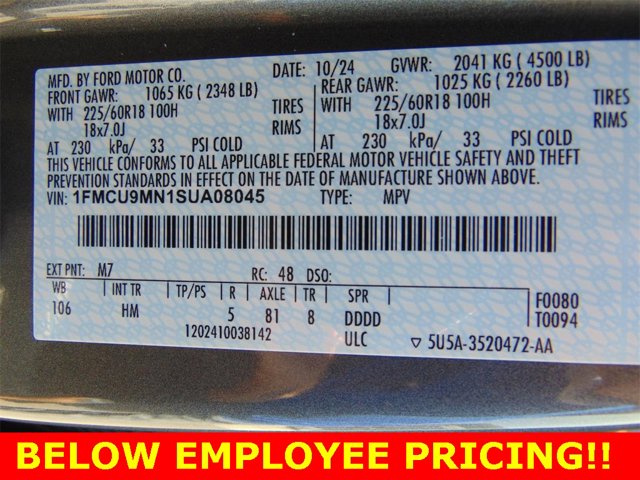 MFD. BY FORD MOTOR CO.
DATE: 10/24 GVWR: 2041 KG ( 4500 LB)
FRONT GAWR: 1065 KG ( 2348 LB)
REAR GAWR: 1025 KG ( 2260 LB)
WITH 225/60R18 100H TIRES
WITH 225/60R18 100H TIRES
18x7.0J RIMS
18x7.0J RIMS
AT 230 kPa/ 33 PSI COLD
AT 230 kPa/ 33 PSI COLD
THIS VEHICLE CONFORMS TO ALL APPLICABLE FEDERAL MOTOR VEHICLE SAFETY AND THEFT
PREVENTION STANDARDS IN EFFECT ON THE DATE OF MANUFACTURE SHOWN ABOVE.
VIN: 1FMCU9MN1SUA08045 TYPE: MPV
EXT PNT: M7 RC: 48 DSO:
WB INT TR TP/PS R AXLE TR SPR
106 HM 5 81 8 DDDD
F0080
T0094
1202410038142 ULC ▽ 5U5A-3520472-AA
BELOW EMPLOYEE PRICING!!